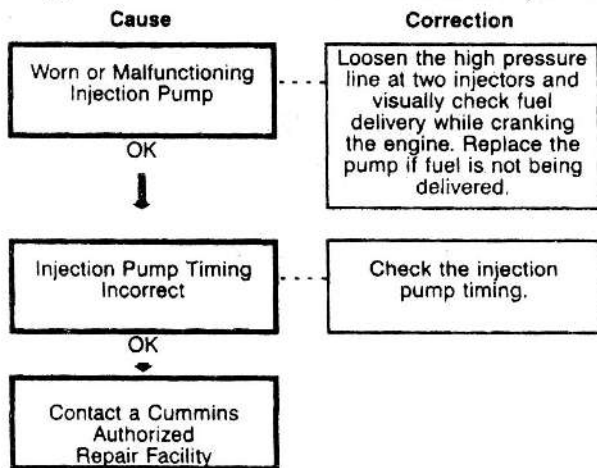 Cause
Correction
Worn or Malfunctioning
Injection Pump
Loosen the high pressure
line at two injectors and
visually check fuel
delivery while cranking
the engine. Replace the
pump if fuel is not being
delivered.
OK
Injection Pump Timing
Incorrect
Check the injection
pump timing.
OK
Contact a Cummins
Authorized
Repair Facility